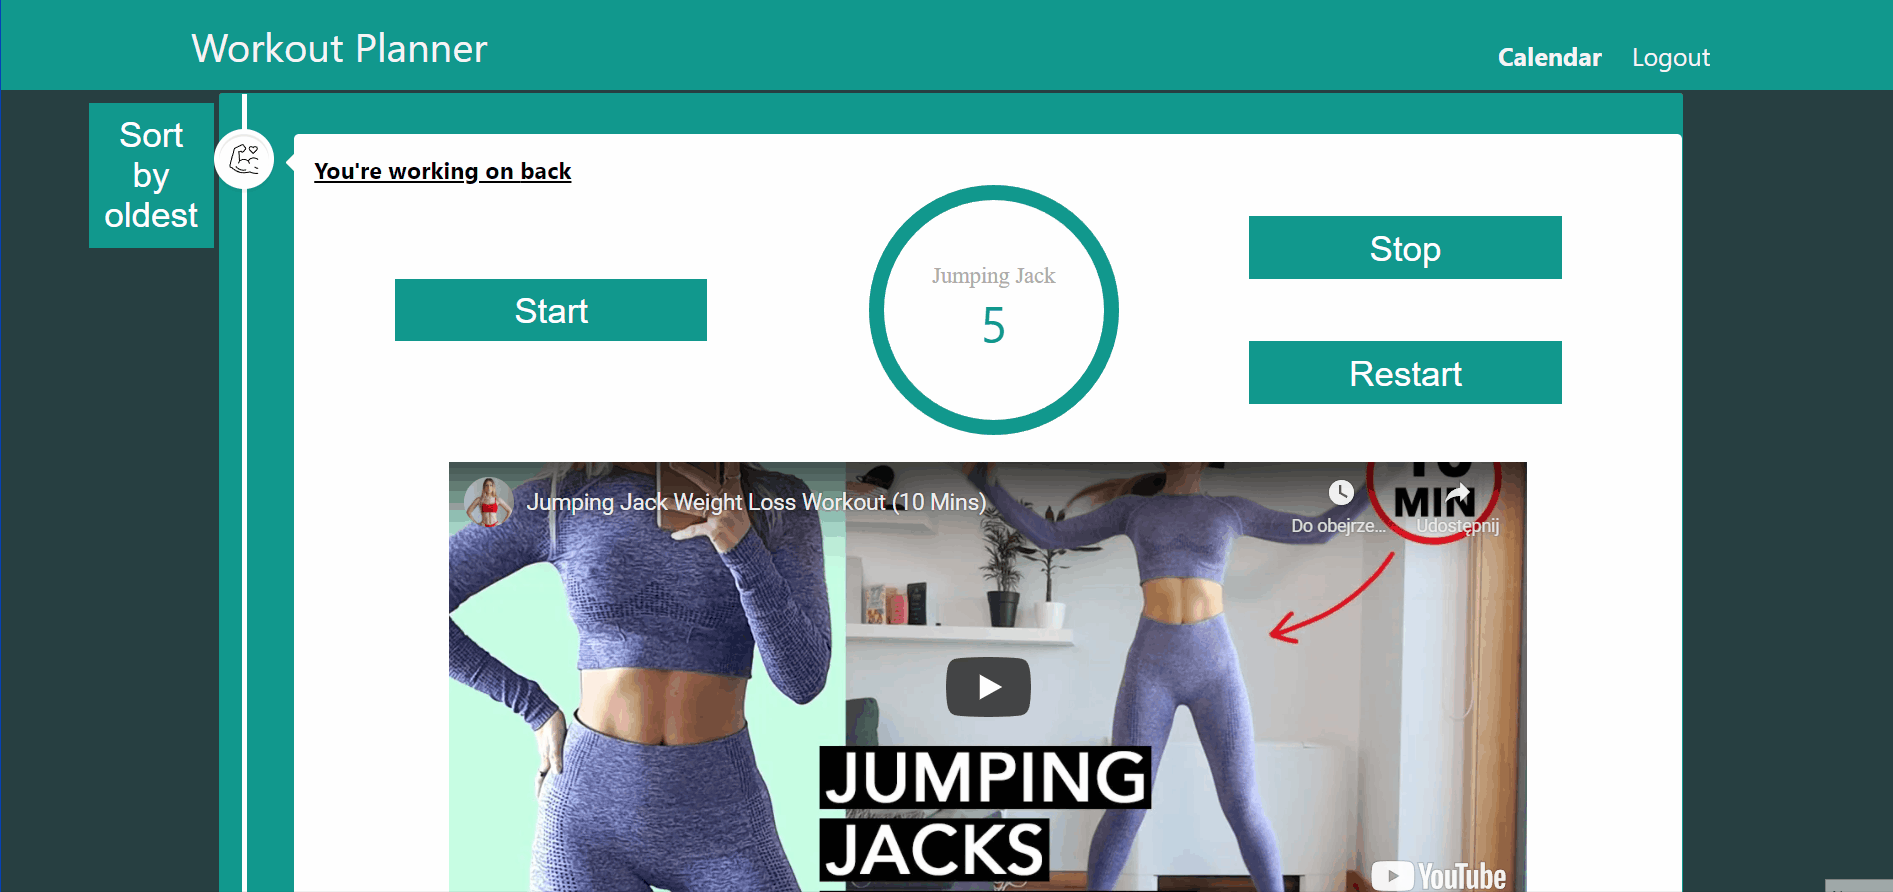 Workout Planner
Calendar
Logout
Sort
by
oldest
You're working on back
Start
Jumping Jack
5
Stop
Restart
Jumping Jack Weight Loss Workout (10 Mins)
Do obejrze...
Udostępnij
10
MIN
JUMPING
JACKS
YouTube